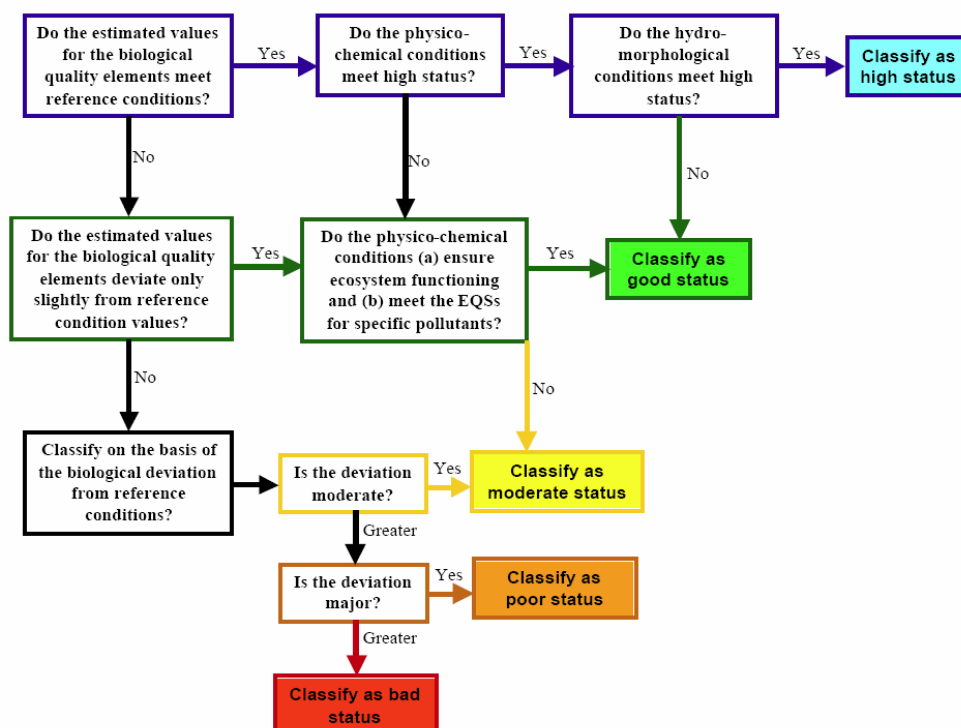 Do the estimated values
for the biological
quality elements meet
reference conditions?
Yes
Do the physico-
chemical conditions
meet high status?
Yes
Do the hydro-
morphological
conditions meet high
status?
Yes
Classify as
high status
No
No
No
Do the estimated values
for the biological quality
elements deviate only
slightly from reference
condition values?
Yes
Do the physico-chemical
conditions (a) ensure
ecosystem functioning
and (b) meet the EQSs
for specific pollutants?
Yes
Classify as
good status
No
No
Classify on the basis of
the biological deviation
from reference
conditions?
Is the deviation
moderate?
Yes
Classify as
moderate status
Greater
Is the deviation
major?
Yes
Classify as
poor status
Greater
Classify as bad
status